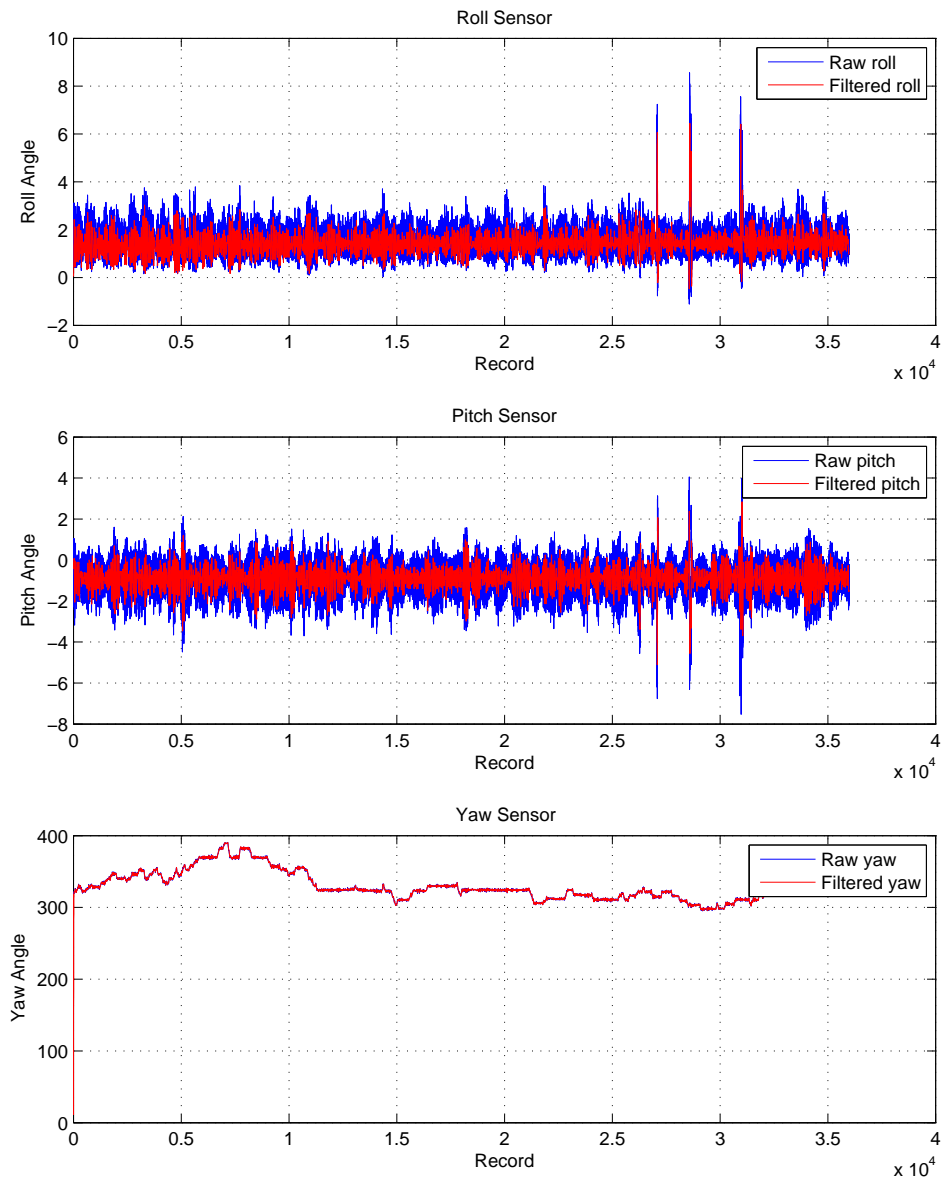 Roll Sensor
10
8
6
4
2
0
−2
Roll Angle
Raw roll
Filtered roll
0 0.5 1 1.5 2 2.5 3 3.5 4
Record
x 10^4
Pitch Sensor
6
4
2
0
−2
−4
−6
−8
Pitch Angle
Raw pitch
Filtered pitch
0 0.5 1 1.5 2 2.5 3 3.5 4
Record
x 10^4
Yaw Sensor
400
300
200
100
0
Yaw Angle
Raw yaw
Filtered yaw
0 0.5 1 1.5 2 2.5 3 3.5 4
Record
x 10^4